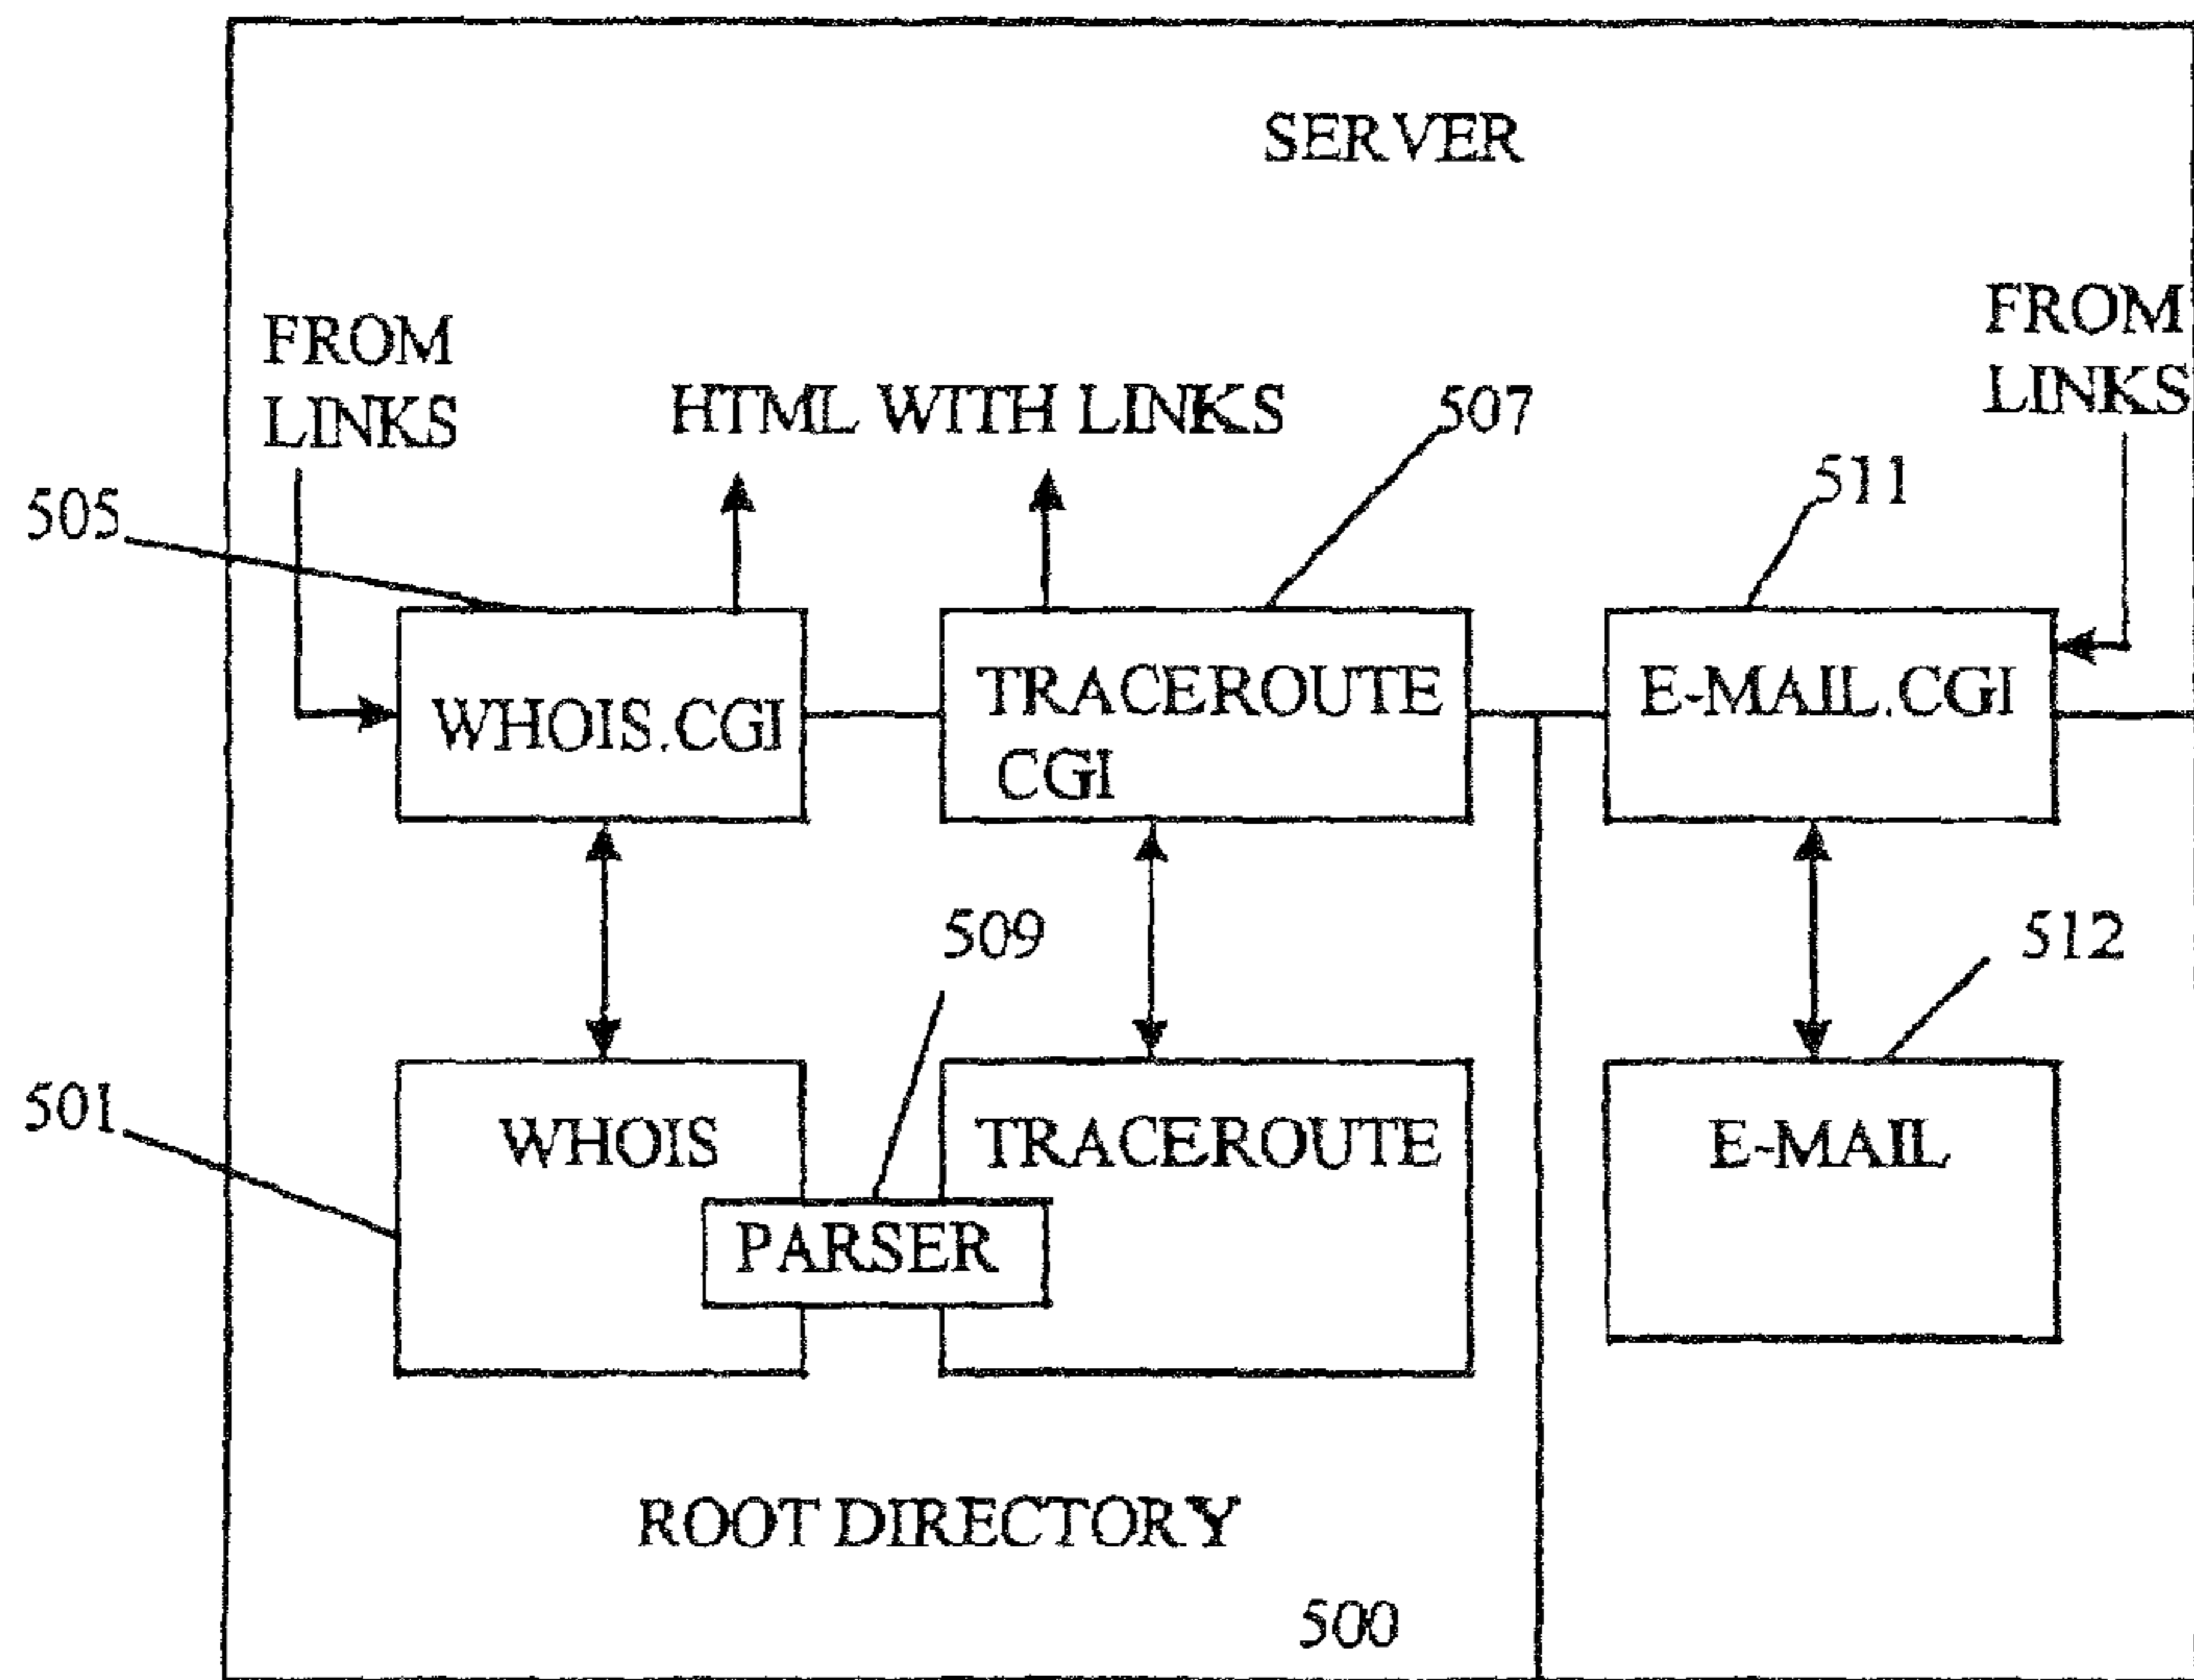 SERVER
FROM
LINKS
FROM
LINKS
HTML WITH LINKS
507
505
511
WHOIS.CGI
TRACEROUTE
CGI
E-MAIL.CGI
509
512
501
WHOIS
TRACEROUTE
E-MAIL
PARSER
ROOT DIRECTORY
500